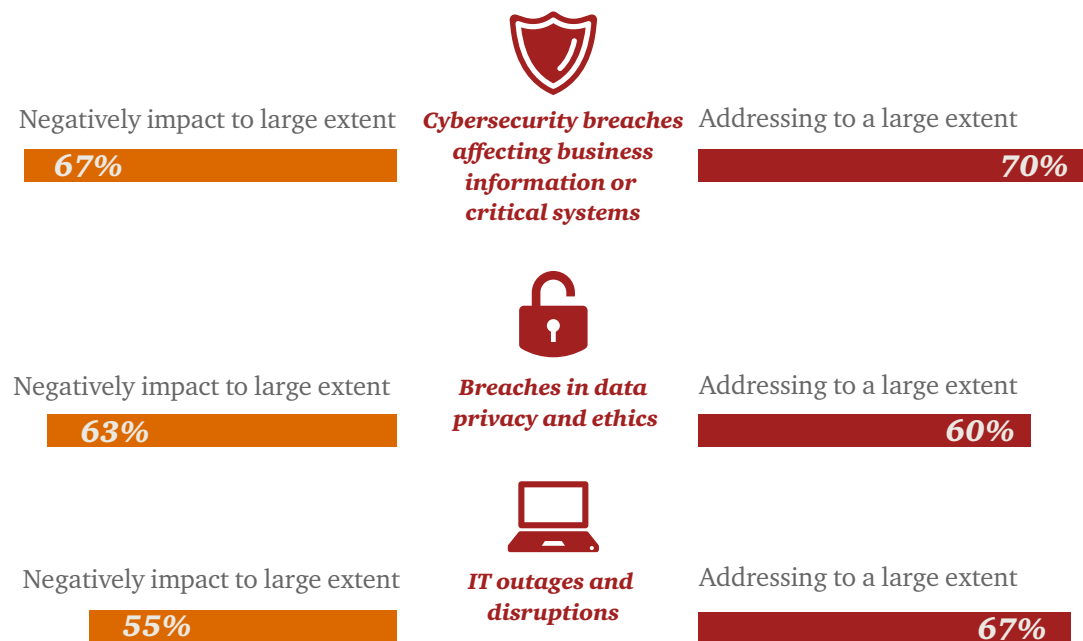 Negatively impact to large extent
67%
Cybersecurity breaches
affecting business
information or
critical systems
Addressing to a large extent
70%
Negatively impact to large extent
63%
Breaches in data
privacy and ethics
Addressing to a large extent
60%
Negatively impact to large extent
55%
IT outages and
disruptions
Addressing to a large extent
67%